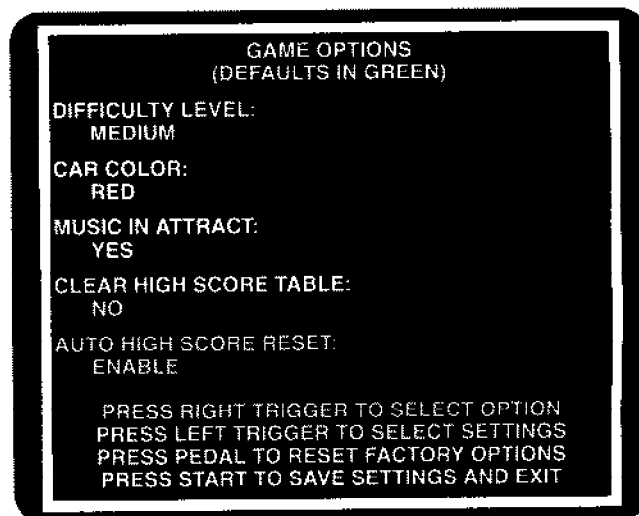 GAME OPTIONS
(DEFAULTS IN GREEN)
DIFFICULTY LEVEL:
MEDIUM
CAR COLOR:
RED
MUSIC IN ATTRACT:
YES
CLEAR HIGH SCORE TABLE:
NO
AUTO HIGH SCORE RESET:
ENABLE
PRESS RIGHT TRIGGER TO SELECT OPTION
PRESS LEFT TRIGGER TO SELECT SETTINGS
PRESS PEDAL TO RESET FACTORY OPTIONS
PRESS START TO SAVE SETTINGS AND EXIT